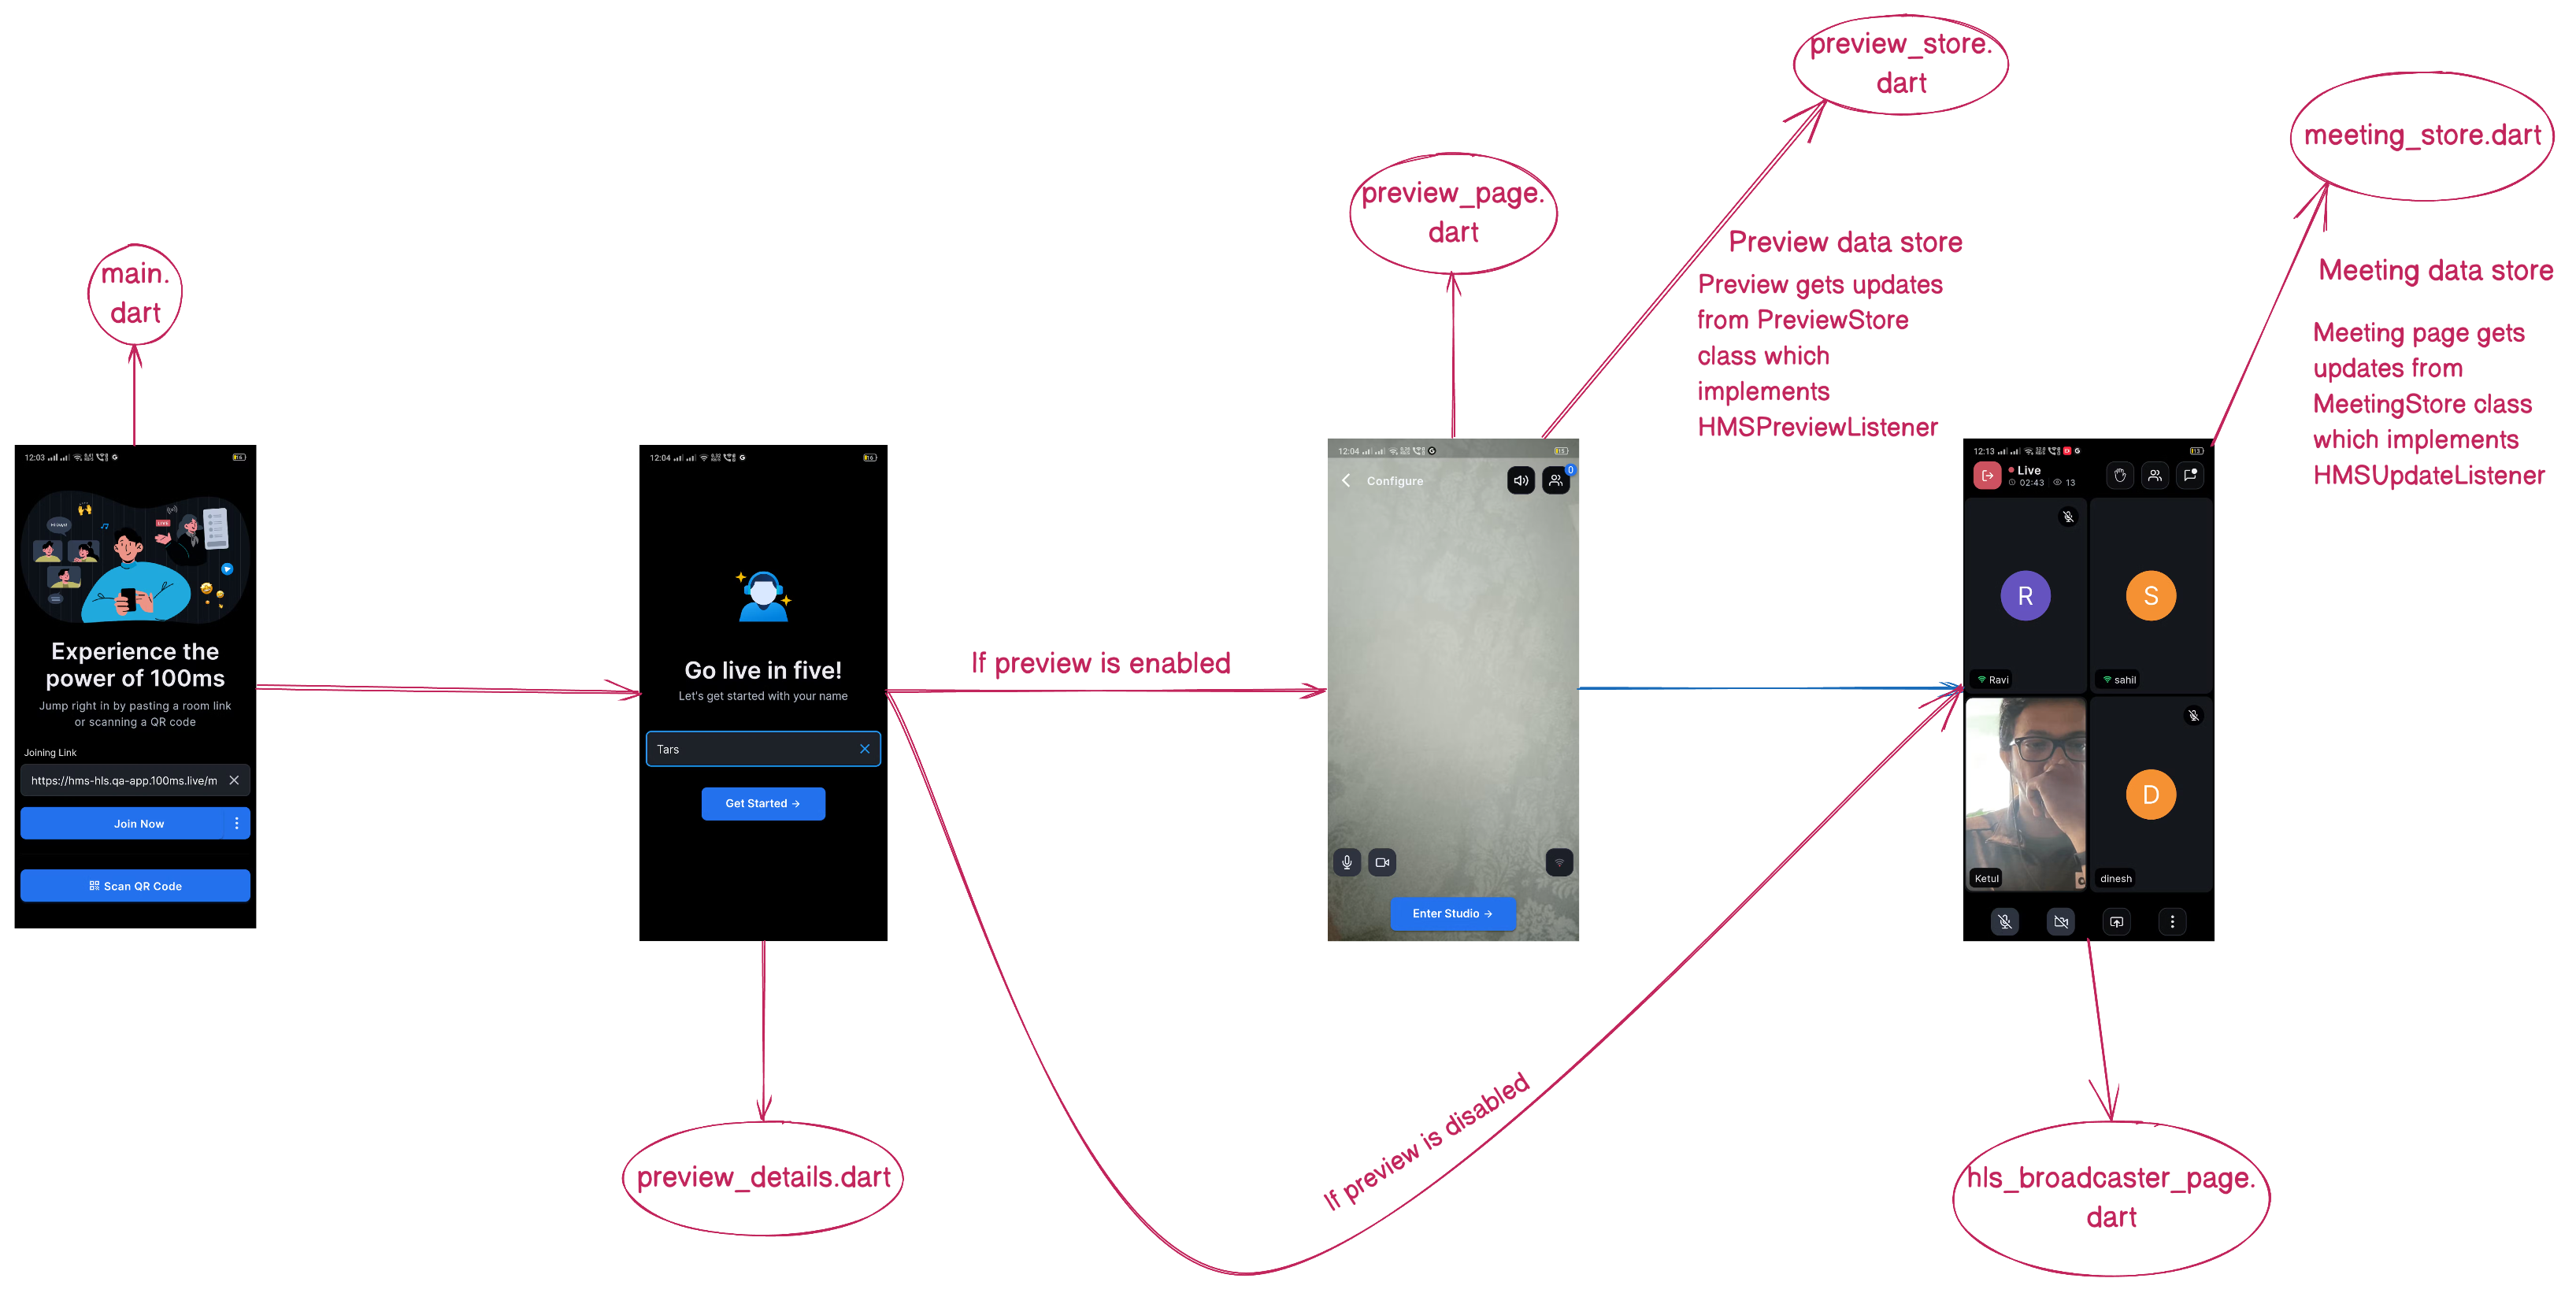 preview_store.
dart
meeting_store.dart
preview_page.
dart
main.
dart
Preview data store
Preview gets updates
from PreviewStore
class which
implements
HMSPreviewListener
Meeting data store
Meeting page gets
updates from
MeetingStore class
which implements
HMSUpdateListener
12:03
16
Experience the
power of 100ms
Jump right in by pasting a room link
or scanning a QR code
Joining Link
https://hms-hls.qa-app.100ms.live/m
Join Now
Scan QR Code
12:04
16
Go live in five!
Let's get started with your name
Tars
Get Started →
If preview is enabled
If preview is disabled
12:04
15
Configure
0
Enter Studio →
12:13
13
Live
02:43 13
R
S
Ravi
sahil
D
Ketul
dinesh
preview_details.dart
hls_broadcaster_page.
dart